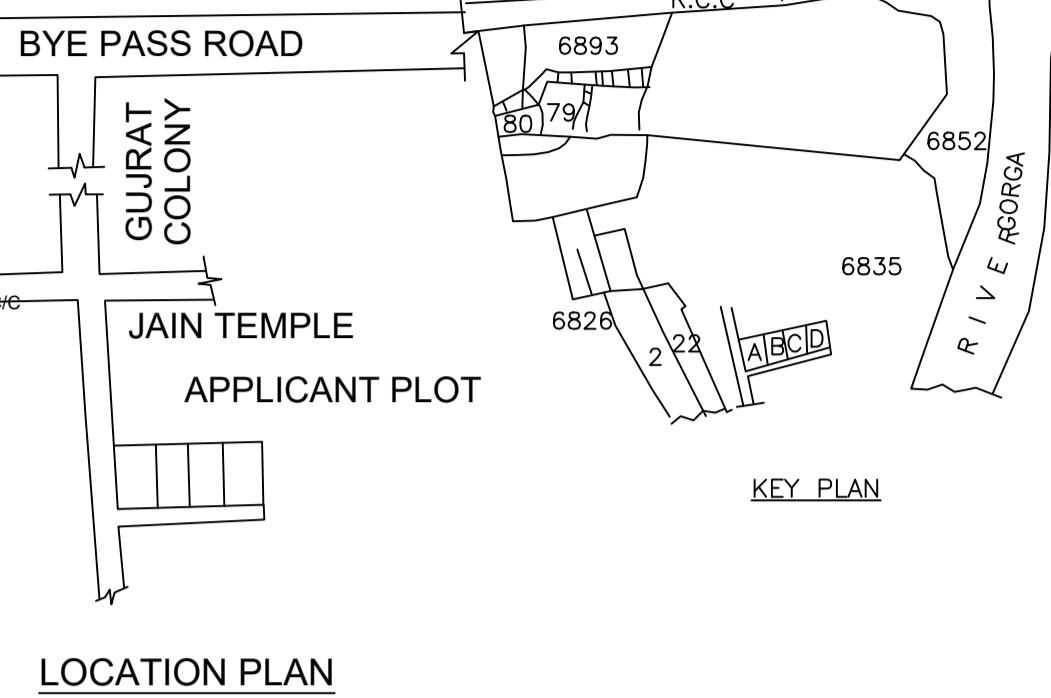 R.C.C
BYE PASS ROAD
6893
GUJRAT
COLONY
80
79
6852
RIVER GORGA
6835
JAIN TEMPLE
6826
2
22
A B C D
APPLICANT PLOT
KEY PLAN
LOCATION PLAN